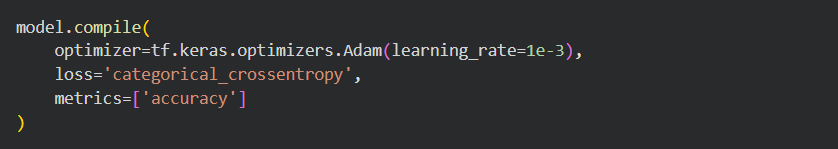 model.compile(
    optimizer=tf.keras.optimizers.Adam(learning_rate=1e-3),
    loss='categorical_crossentropy',
    metrics=['accuracy']
)